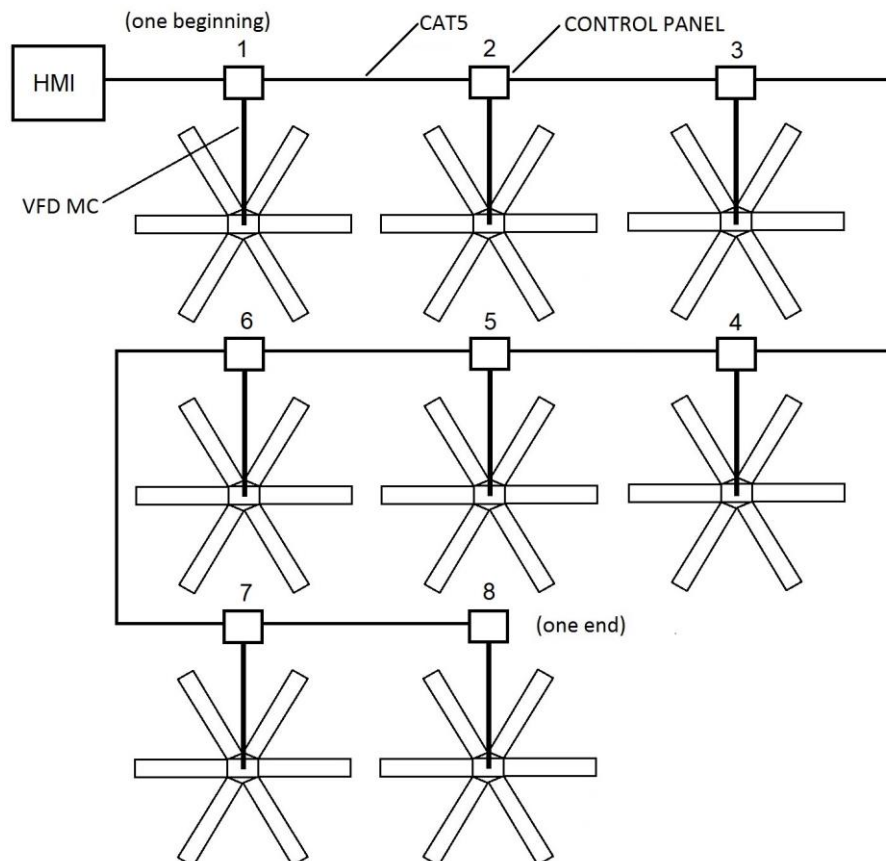 (one beginning)
CAT5
CONTROL PANEL
HMI
1
2
3
VFD MC
6
5
4
7
8
(one end)